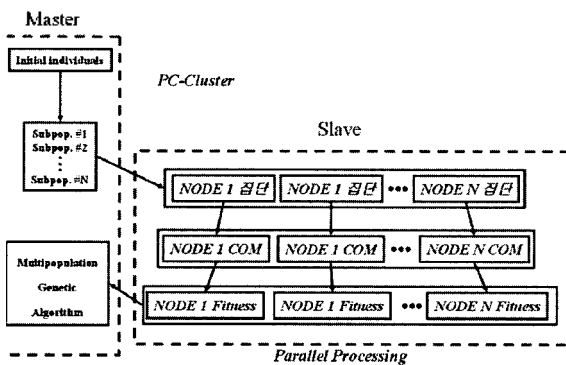 Master
Initial individuals
PC-Cluster
Subpop. #1
Subpop. #2
Subpop. #N
Slave
NODE 1 집단 NODE 1 집단 ••• NODE N 집단
NODE 1 COM NODE 1 COM ••• NODE N COM
Multipopulation
Genetic
Algorithm
NODE 1 Fitness NODE 1 Fitness ••• NODE N Fitness
Parallel Processing